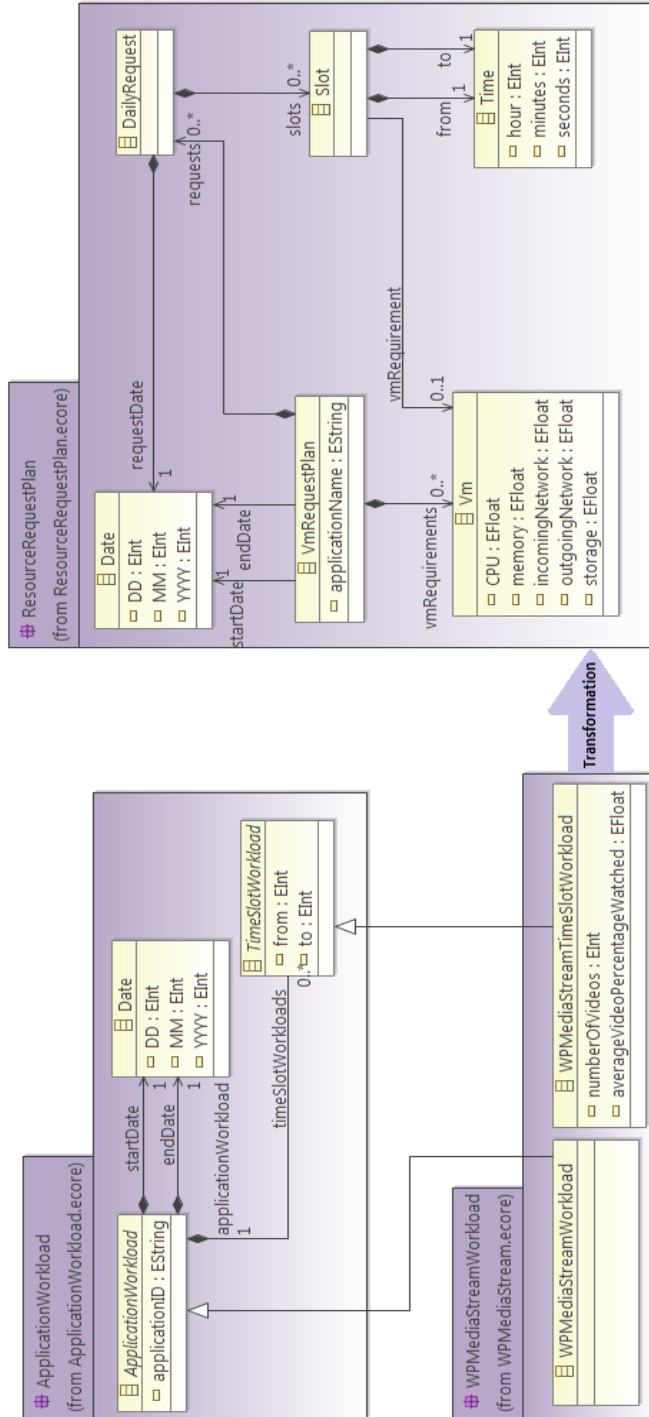 ApplicationWorkload
(from ApplicationWorkload.ecore)
ApplicationWorkload
applicationID : EString
startDate
1
endDate
1
Date
DD : EInt
MM : EInt
YYYY : EInt
applicationWorkload
1
timeSlotWorkloads
0..*
TimeSlotWorkload
from : EInt
to : EInt
WPMediaStreamWorkload
(from WPMediaStream.ecore)
WPMediaStreamWorkload
WPMediaStreamTimeSlotWorkload
numberOfVideos : EInt
averageVideoPercentageWatched : EFloat
Transformation
ResourceRequestPlan
(from ResourceRequestPlan.ecore)
Date
DD : EInt
MM : EInt
YYYY : EInt
requestDate
1
DailyRequest
startDate
1
endDate
1
requests
0..*
slots
0..*
VmRequestPlan
applicationName : EString
Slot
vmRequirements
0..*
vmRequirement
0..1
from
1
to
1
Vm
CPU : EFloat
memory : EFloat
incomingNetwork : EFloat
outgoingNetwork : EFloat
storage : EFloat
Time
hour : EInt
minutes : EInt
seconds : EInt